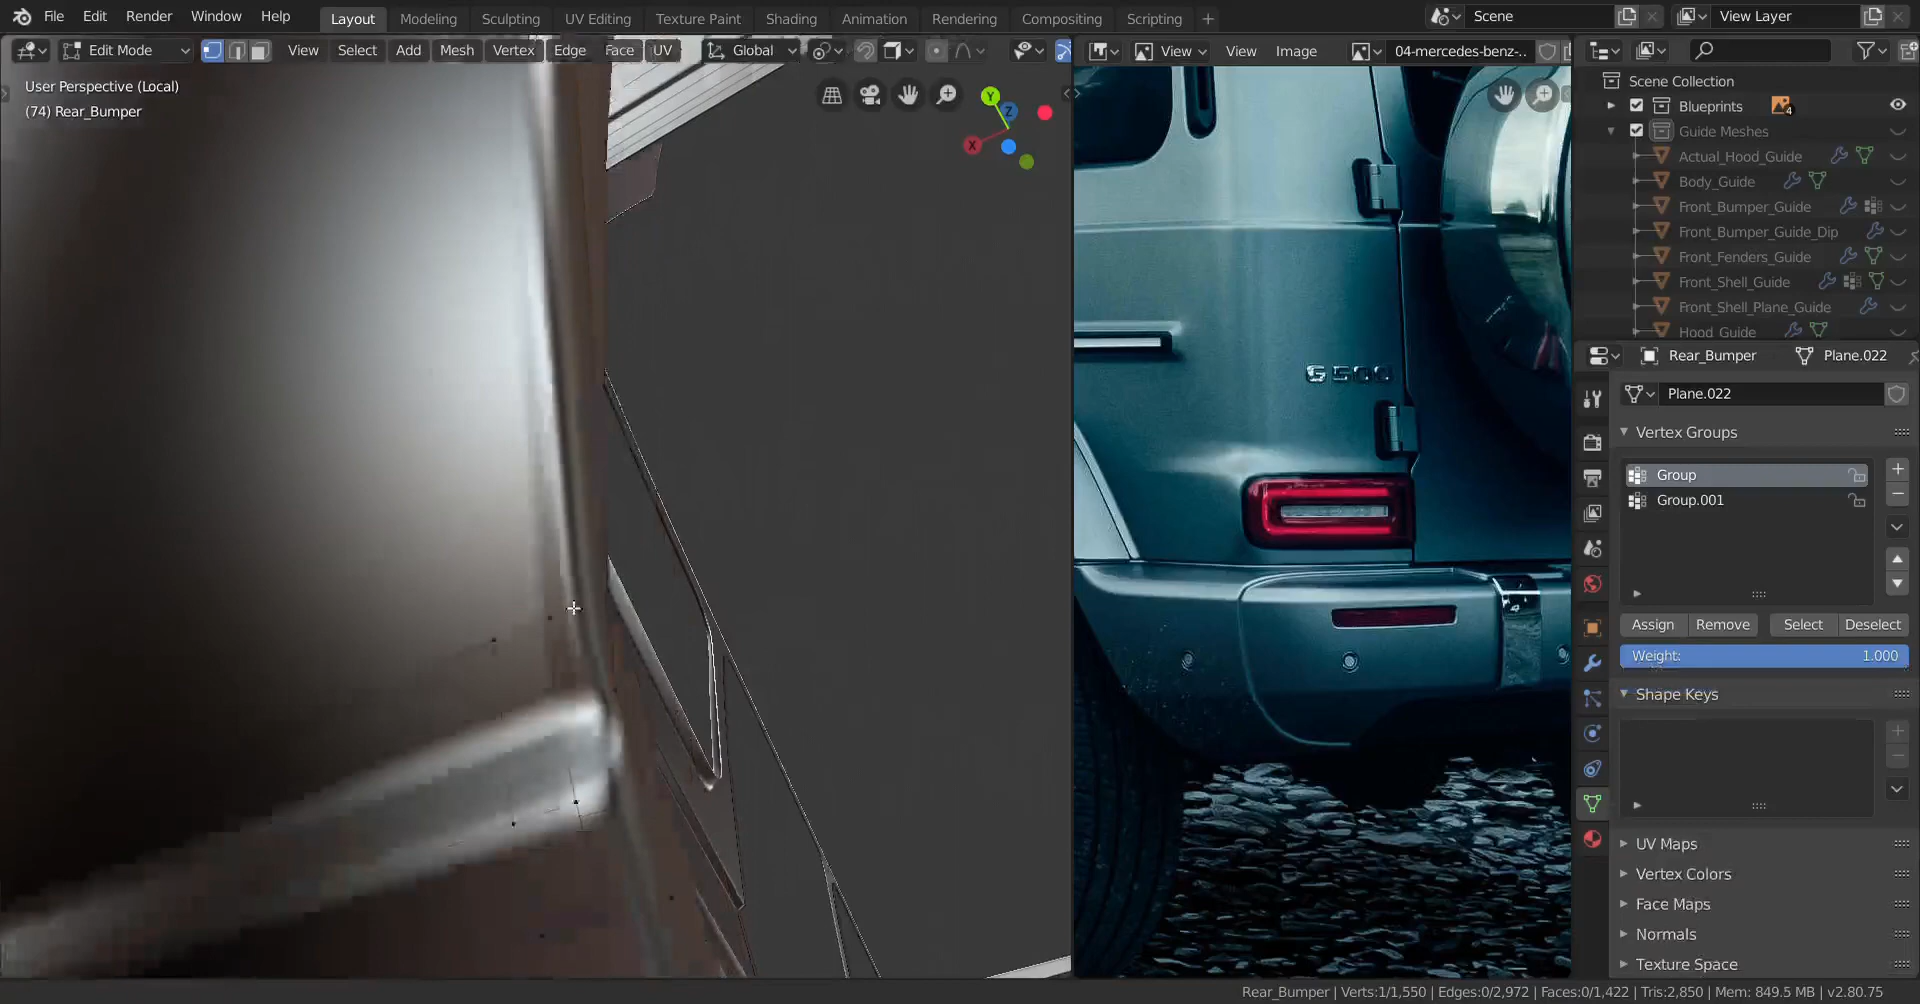 File Edit Render Window Help Layout Modeling Sculpting UV Editing Texture Paint Shading Animation Rendering Compositing Scripting + Scene View Layer
Edit Mode View Select Add Mesh Vertex Edge Face UV Global View View Image 04-mercedes-benz-..
User Perspective (Local)
(74) Rear_Bumper
Y
Z
X
G 500
Scene Collection
Blueprints 4
Guide Meshes
Actual_Hood_Guide
Body_Guide
Front_Bumper_Guide
Front_Bumper_Guide_Dip
Front_Fenders_Guide
Front_Shell_Guide
Front_Shell_Plane_Guide
Hood_Guide
Rear_Bumper Plane.022
Plane.022
Vertex Groups
Group
Group.001
Assign Remove Select Deselect
Weight: 1.000
Shape Keys
UV Maps
Vertex Colors
Face Maps
Normals
Texture Space
Rear_Bumper | Verts:1/1,550 | Edges:0/2,972 | Faces:0/1,422 | Tris:2,850 | Mem: 849.5 MB | v2.80.75